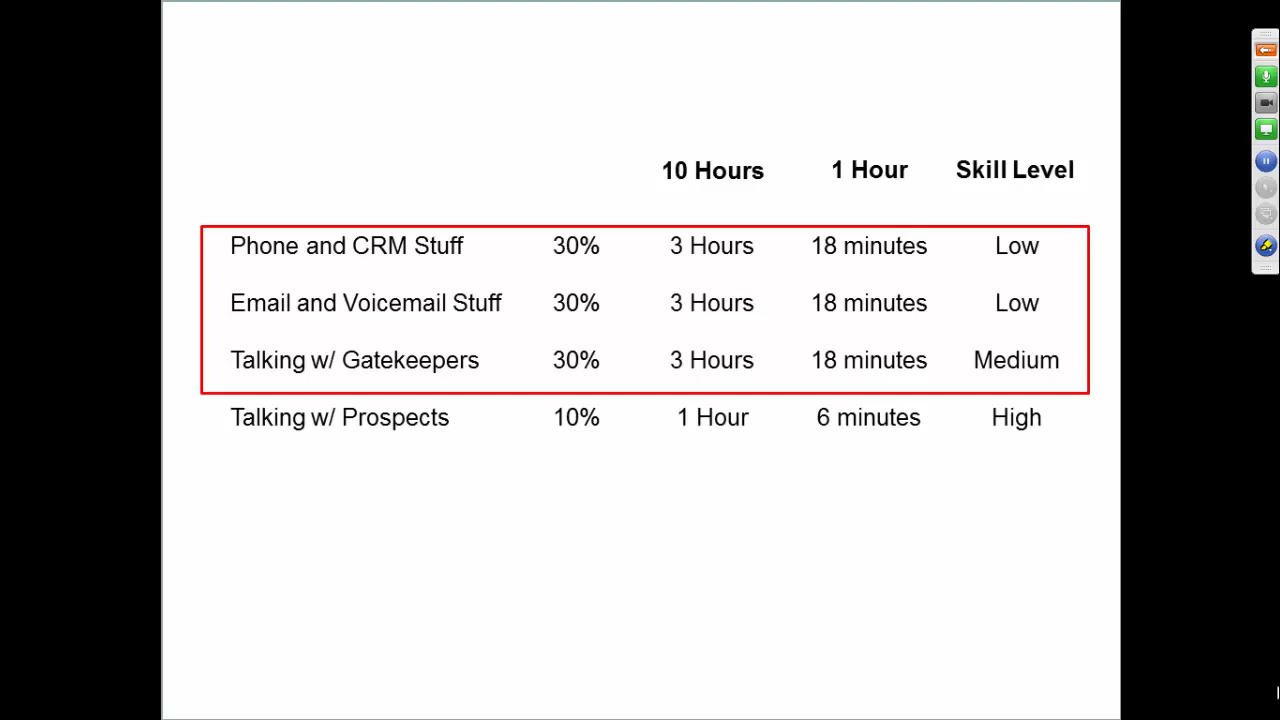 10 Hours 1 Hour Skill Level
Phone and CRM Stuff 30% 3 Hours 18 minutes Low
Email and Voicemail Stuff 30% 3 Hours 18 minutes Low
Talking w/ Gatekeepers 30% 3 Hours 18 minutes Medium
Talking w/ Prospects 10% 1 Hour 6 minutes High